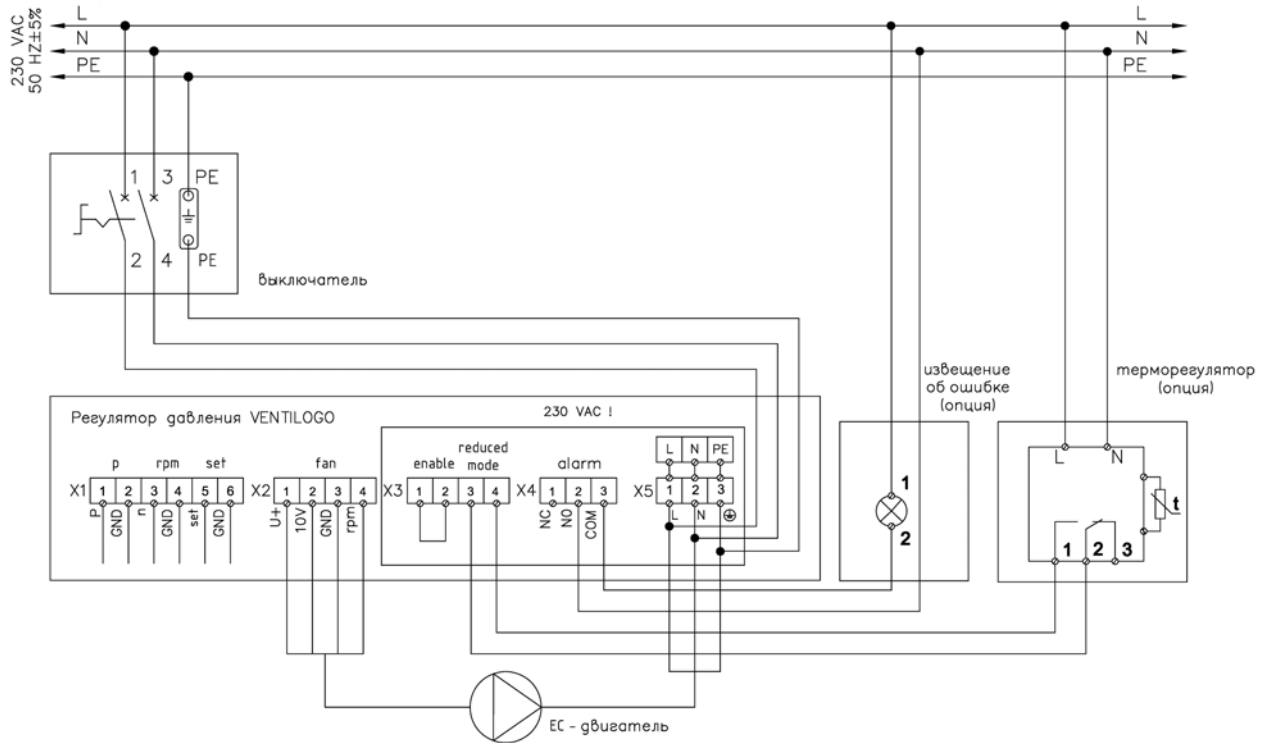 230 VAC
50 HZ±5%
L L
N N
PE PE
1 3 PE
2 4 PE
выключатель
извещение
об ошибке
(опция)
терморегулятор
(опция)
Регулятор давления VENTILOGO
230 VAC !
p rpm set
fan
enable
reduced
mode
alarm
L N PE
X1 1 2 3 4 5 6
X2 1 2 3 4
X3 1 2 3 4
X4 1 2 3
X5 1 2 3
P GND n GND set GND
U+ 10V GND rpm
NC NO COM
L N
1
2
L N
t
1 2 3
EC - двигатель